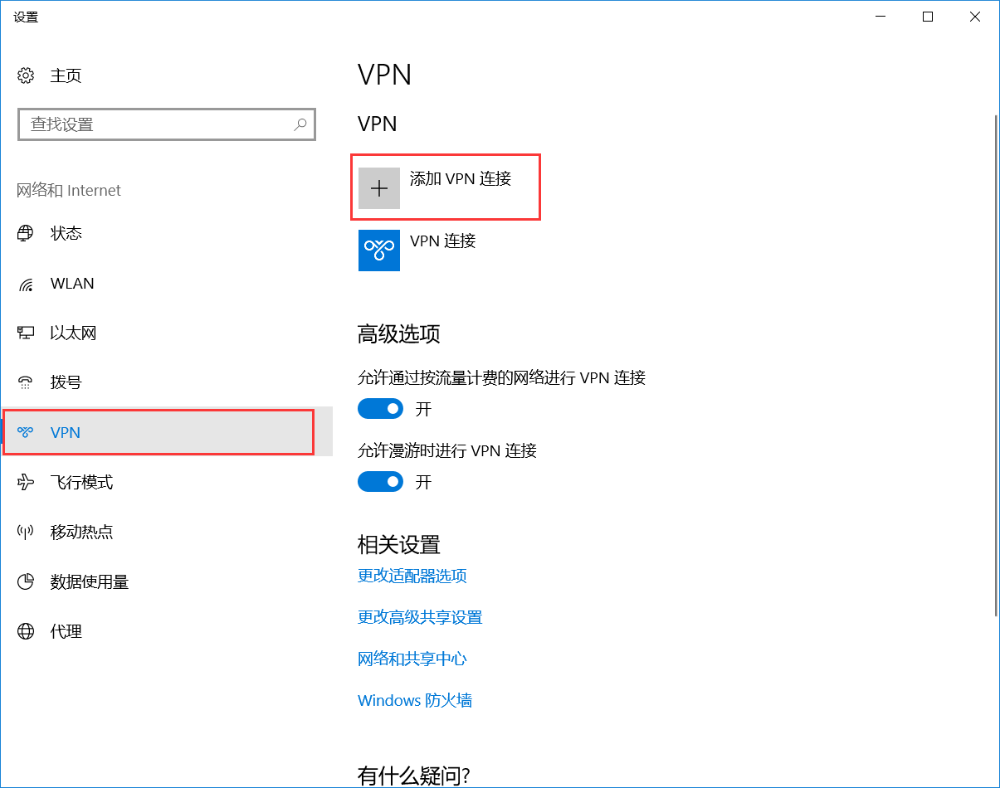 设置
主页
查找设置
网络和 Internet
状态
WLAN
以太网
拨号
VPN
飞行模式
移动热点
数据使用量
代理
VPN
VPN
添加 VPN 连接
VPN 连接
高级选项
允许通过按流量计费的网络进行 VPN 连接
开
允许漫游时进行 VPN 连接
开
相关设置
更改适配器选项
更改高级共享设置
网络和共享中心
Windows 防火墙
有什么疑问?